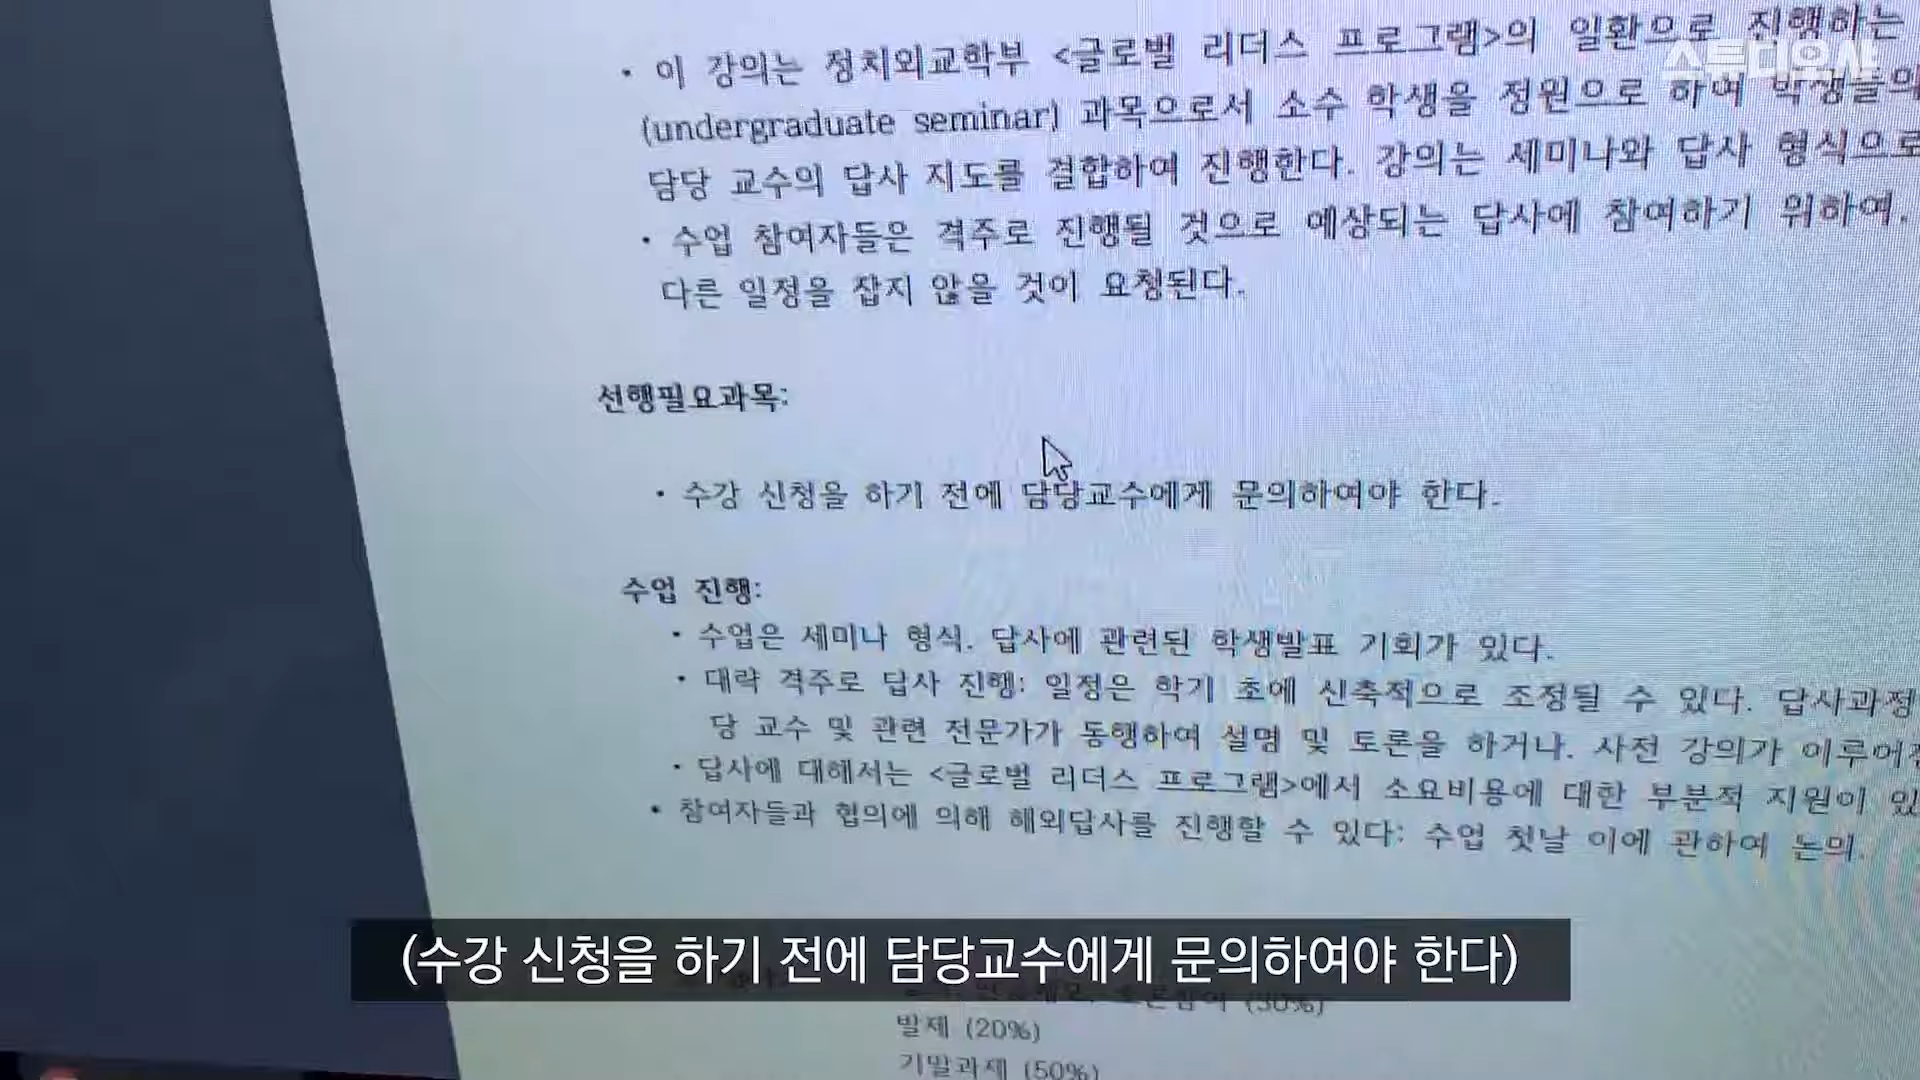 스튜디오샤
· 이 강의는 정치외교학부 <글로벌 리더스 프로그램>의 일환으로 진행하는
(undergraduate seminar) 과목으로서 소수 학생을 정원으로 하여 학생들의
담당 교수의 답사 지도를 결합하여 진행한다. 강의는 세미나와 답사 형식으로
· 수업 참여자들은 격주로 진행될 것으로 예상되는 답사에 참여하기 위하여,
다른 일정을 잡지 않을 것이 요청된다.
선행필요과목:
· 수강 신청을 하기 전에 담당교수에게 문의하여야 한다.
수업 진행:
· 수업은 세미나 형식. 답사에 관련된 학생발표 기회가 있다.
· 대략 격주로 답사 진행: 일정은 학기 초에 신축적으로 조정될 수 있다. 답사과정
당 교수 및 관련 전문가가 동행하여 설명 및 토론을 하거나, 사전 강의가 이루어진
· 답사에 대해서는 <글로벌 리더스 프로그램>에서 소요비용에 대한 부분적 지원이 있
· 참여자들과 협의에 의해 해외답사를 진행할 수 있다: 수업 첫날 이에 관하여 논의.
(수강 신청을 하기 전에 담당교수에게 문의하여야 한다)
(30%)
발제 (20%)
기말과제 (50%)